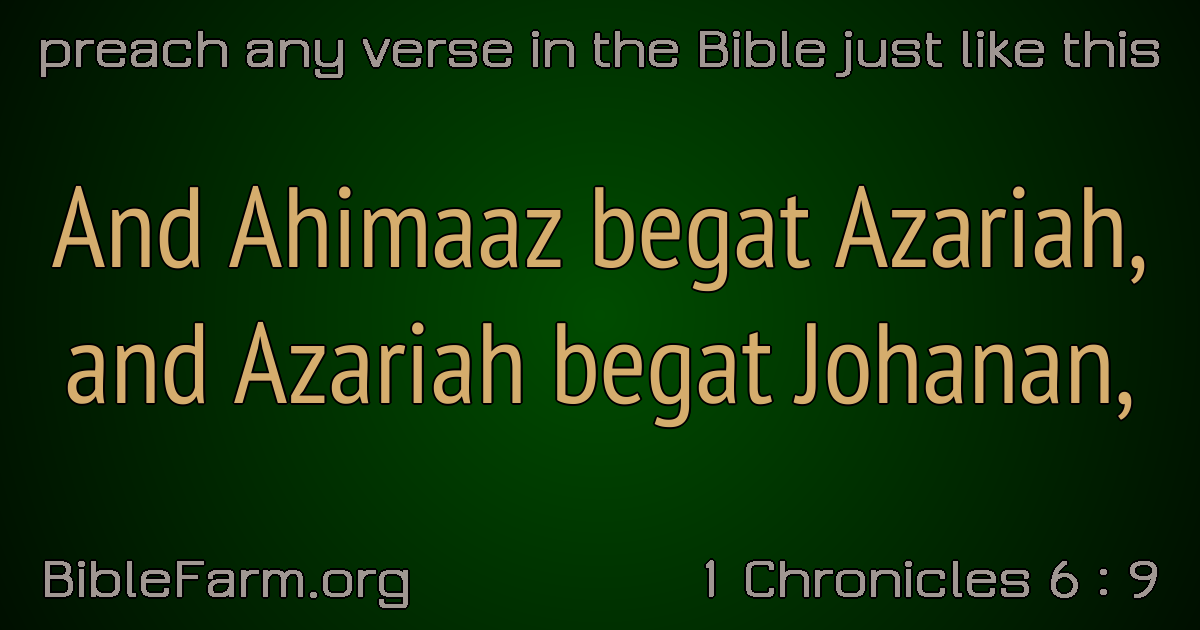 preach any verse in the Bible just like this
And Ahimaaz begat Azariah,
and Azariah begat Johanan,
BibleFarm.org
1 Chronicles 6 : 9